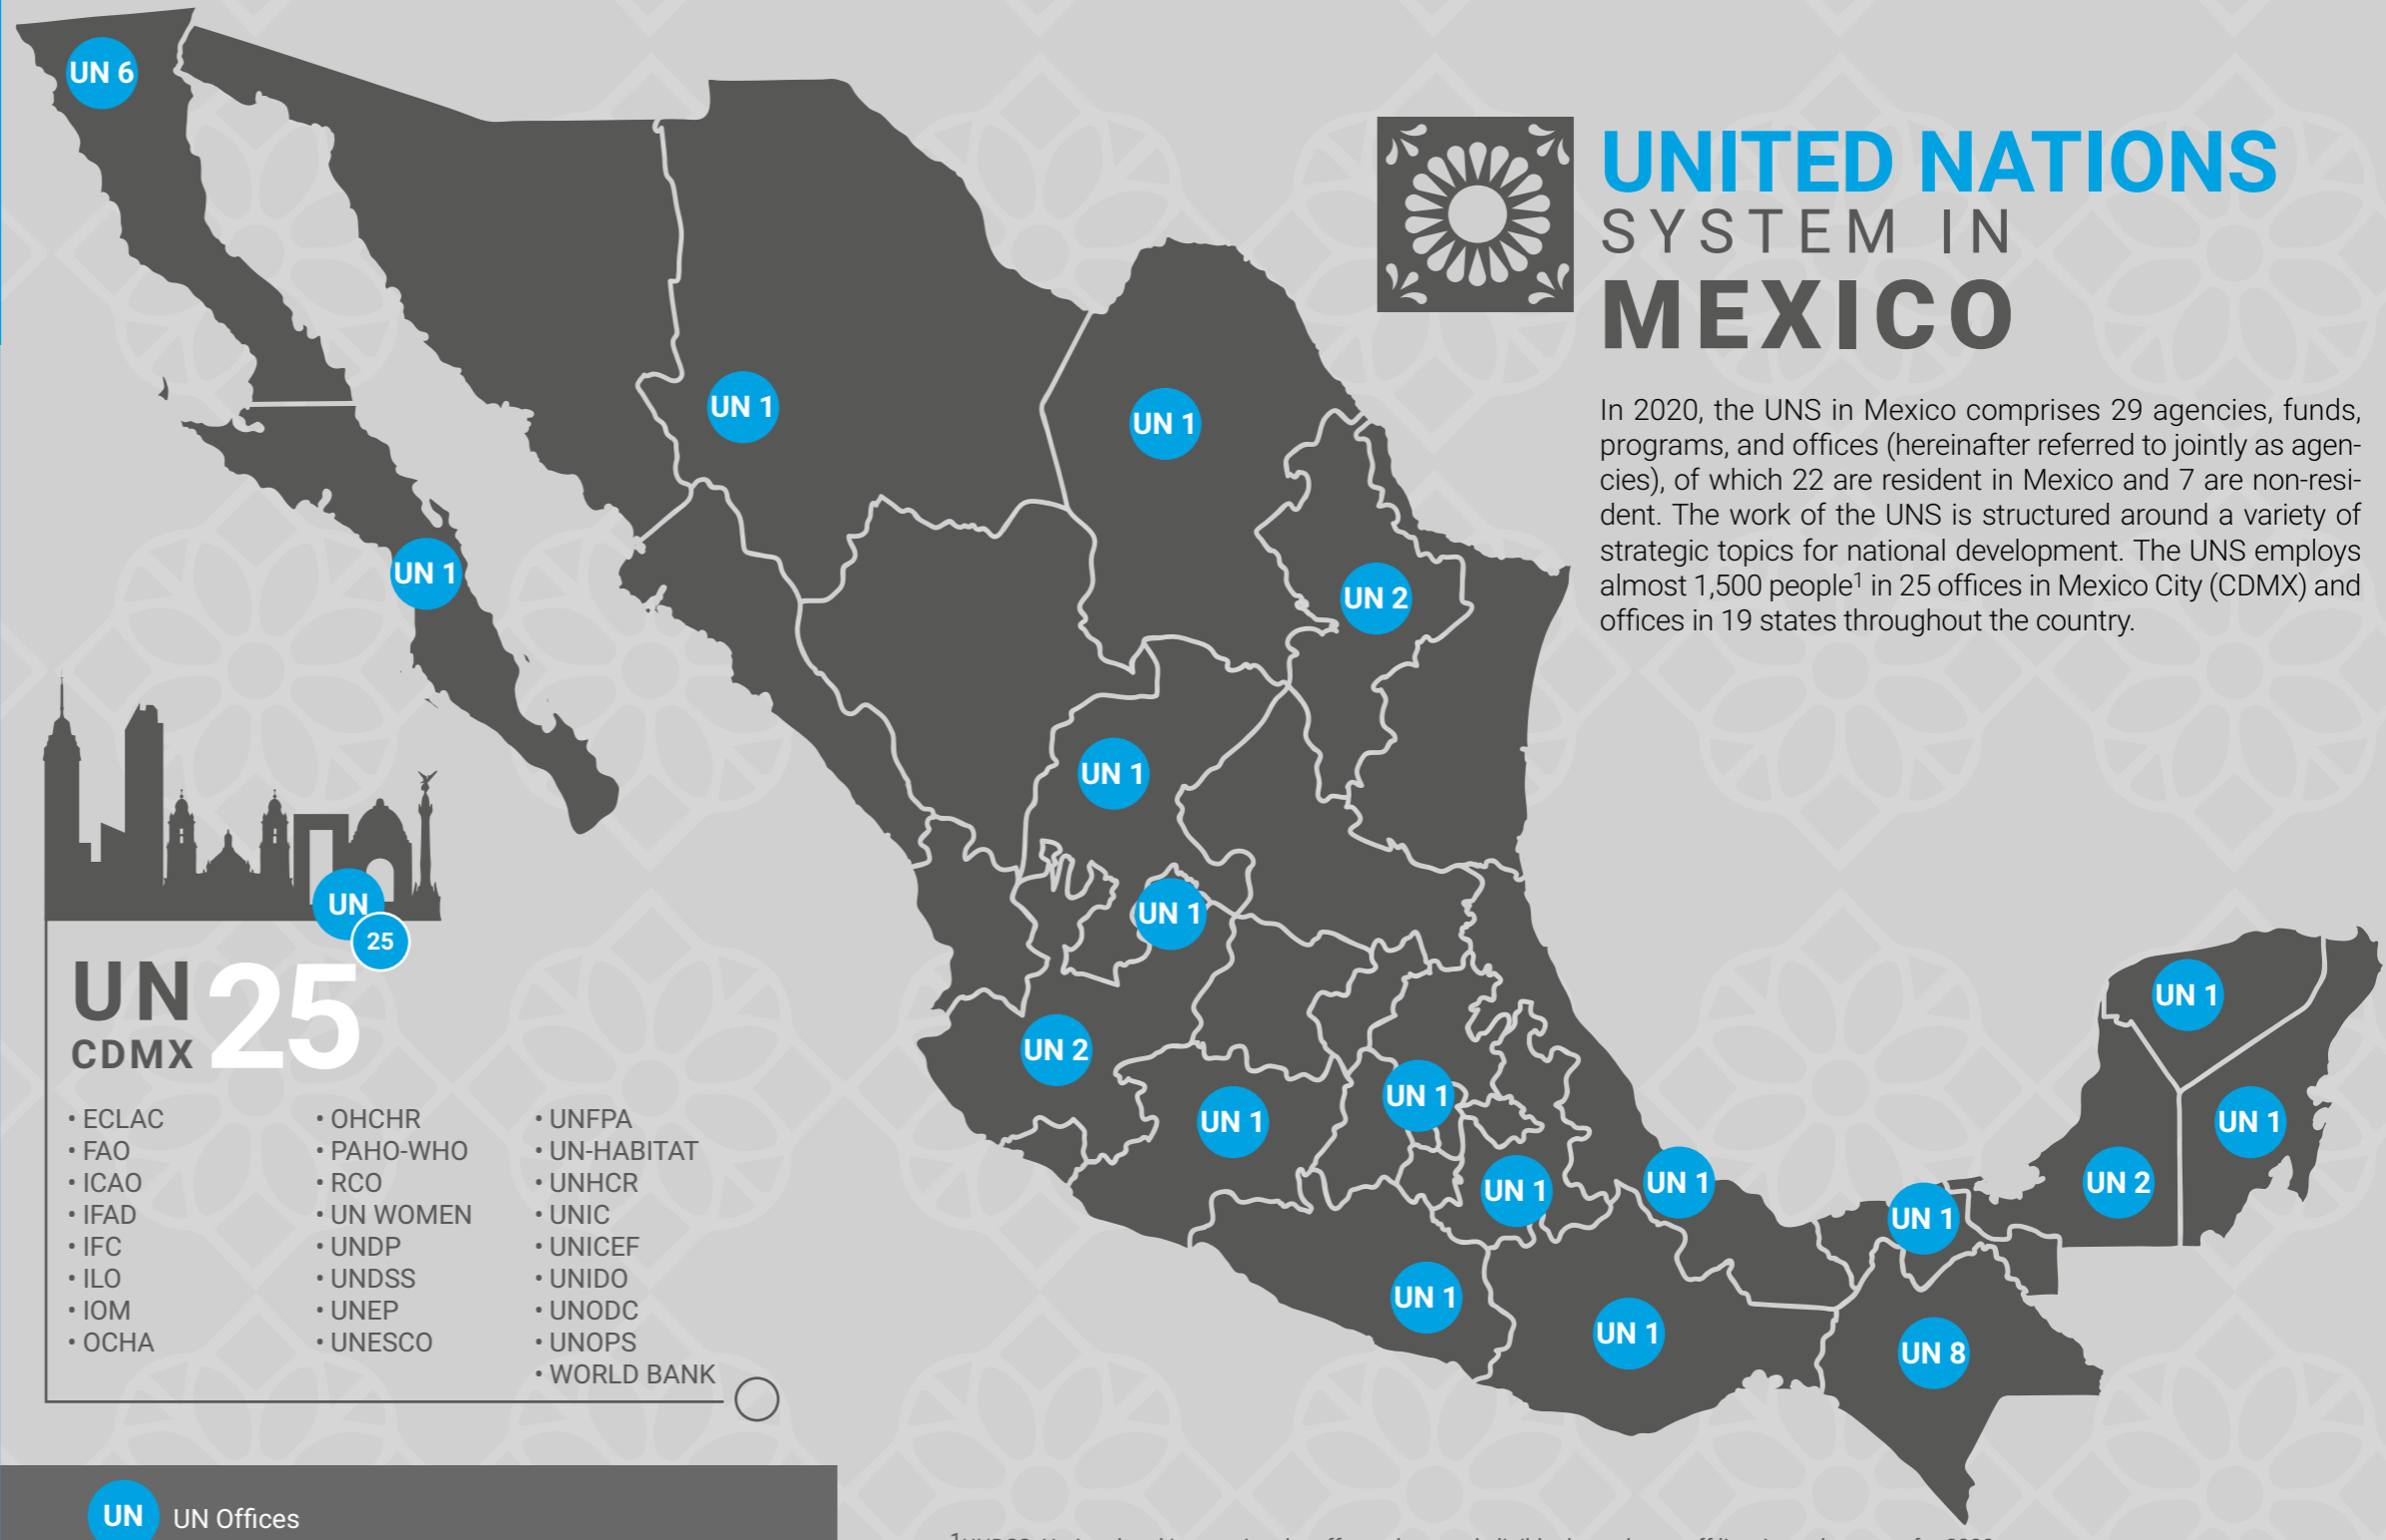 UNITED NATIONS
SYSTEM IN
MEXICO
In 2020, the UNS in Mexico comprises 29 agencies, funds,
programs, and offices (hereinafter referred to jointly as agen-
cies), of which 22 are resident in Mexico and 7 are non-resi-
dent. The work of the UNS is structured around a variety of
strategic topics for national development. The UNS employs
almost 1,500 people¹ in 25 offices in Mexico City (CDMX) and
offices in 19 states throughout the country.
UN 6
UN 1
UN 1
UN 1
UN 2
UN 1
UN 1
UN 2
UN 1
UN 1
UN 1
UN 1
UN 1
UN 1
UN 1
UN 8
UN 1
UN 2
UN 1
UN
25
UN
CDMX
25
• ECLAC
• FAO
• ICAO
• IFAD
• IFC
• ILO
• IOM
• OCHA
• OHCHR
• PAHO-WHO
• RCO
• UN WOMEN
• UNDP
• UNDSS
• UNEP
• UNESCO
• UNFPA
• UN-HABITAT
• UNHCR
• UNIC
• UNICEF
• UNIDO
• UNODC
• UNOPS
• WORLD BANK
UN
UN Offices